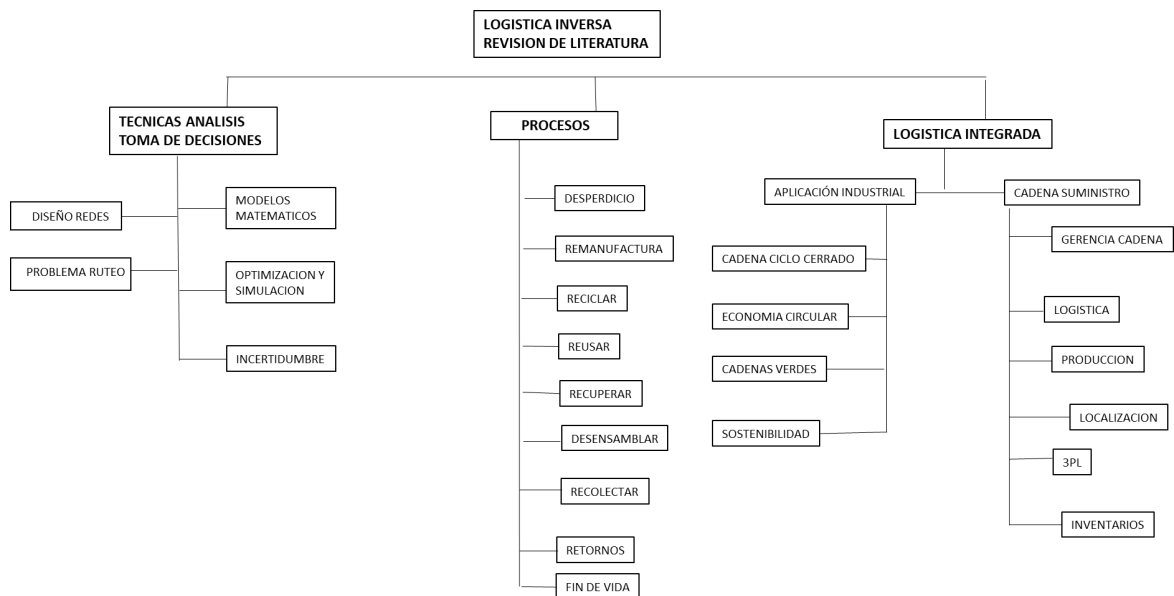 LOGISTICA INVERSA
REVISION DE LITERATURA
TECNICAS ANALISIS
TOMA DE DECISIONES
DISEÑO REDES
PROBLEMA RUTEO
MODELOS
MATEMATICOS
OPTIMIZACION Y
SIMULACION
INCERTIDUMBRE
PROCESOS
DESPERDICIO
REMANUFACTURA
RECICLAR
REUSAR
RECUPERAR
DESENSAMBLAR
RECOLECTAR
RETORNOS
FIN DE VIDA
LOGISTICA INTEGRADA
APLICACIÓN INDUSTRIAL
CADENA CICLO CERRADO
ECONOMIA CIRCULAR
CADENAS VERDES
SOSTENIBILIDAD
CADENA SUMINISTRO
GERENCIA CADENA
LOGISTICA
PRODUCCION
LOCALIZACION
3PL
INVENTARIOS